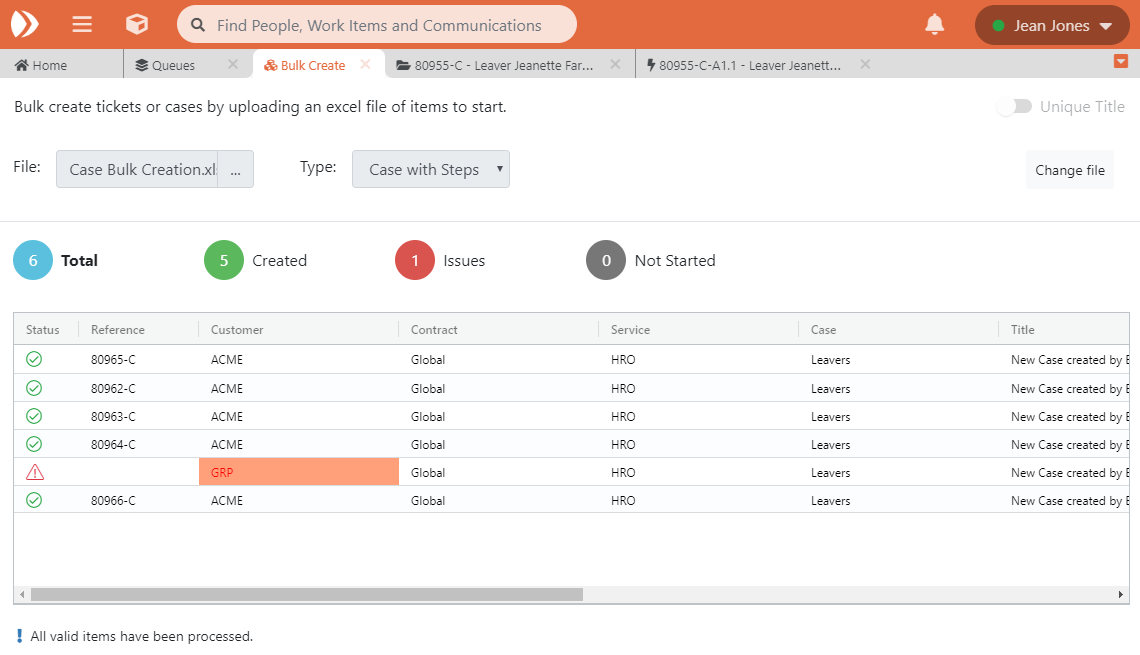 Find People, Work Items and Communications Jean Jones
Home Queues Bulk Create 80955-C - Leaver Jeanette Far... 80955-C-A1.1 - Leaver Jeanett...
Bulk create tickets or cases by uploading an excel file of items to start. Unique Title
File: Case Bulk Creation.xls ... Type: Case with Steps Change file
6 Total 5 Created 1 Issues 0 Not Started
Status Reference Customer Contract Service Case Title
80965-C ACME Global HRO Leavers New Case created by B
80962-C ACME Global HRO Leavers New Case created by B
80963-C ACME Global HRO Leavers New Case created by B
80964-C ACME Global HRO Leavers New Case created by B
GRP Global HRO Leavers New Case created by B
80966-C ACME Global HRO Leavers New Case created by B
All valid items have been processed.